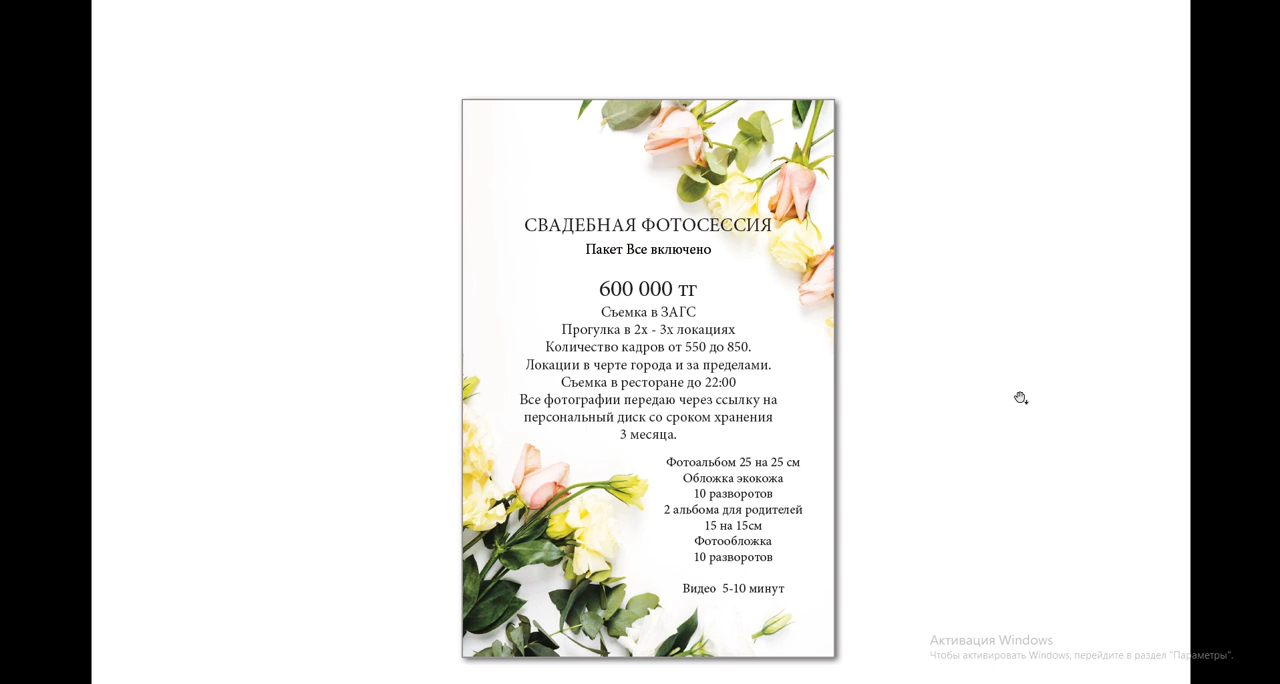 СВАДЕБНАЯ ФОТОСЕССИЯ
Пакет Все включено
600 000 тг
Съемка в ЗАГС
Прогулка в 2х - 3х локациях
Количество кадров от 550 до 850.
Локации в черте города и за пределами.
Съемка в ресторане до 22:00
Все фотографии передаю через ссылку на
персональный диск со сроком хранения
3 месяца.
Фотоальбом 25 на 25 см
Обложка экокожа
10 разворотов
2 альбома для родителей
15 на 15см
Фотообложка
10 разворотов
Видео 5-10 минут
Активация Windows
Чтобы активировать Windows, перейдите в раздел "Параметры".